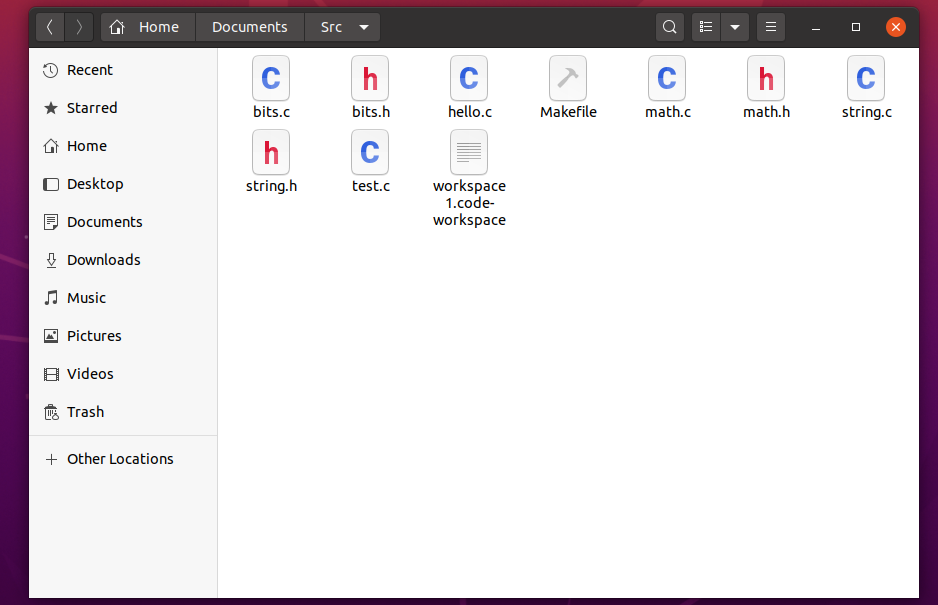 Home
Documents
Src
Recent
Starred
Home
Desktop
Documents
Downloads
Music
Pictures
Videos
Trash
Other Locations
c
h
c
c
h
c
bits.c
bits.h
hello.c
Makefile
math.c
math.h
string.c
h
c
string.h
test.c
workspace
1.code-
workspace